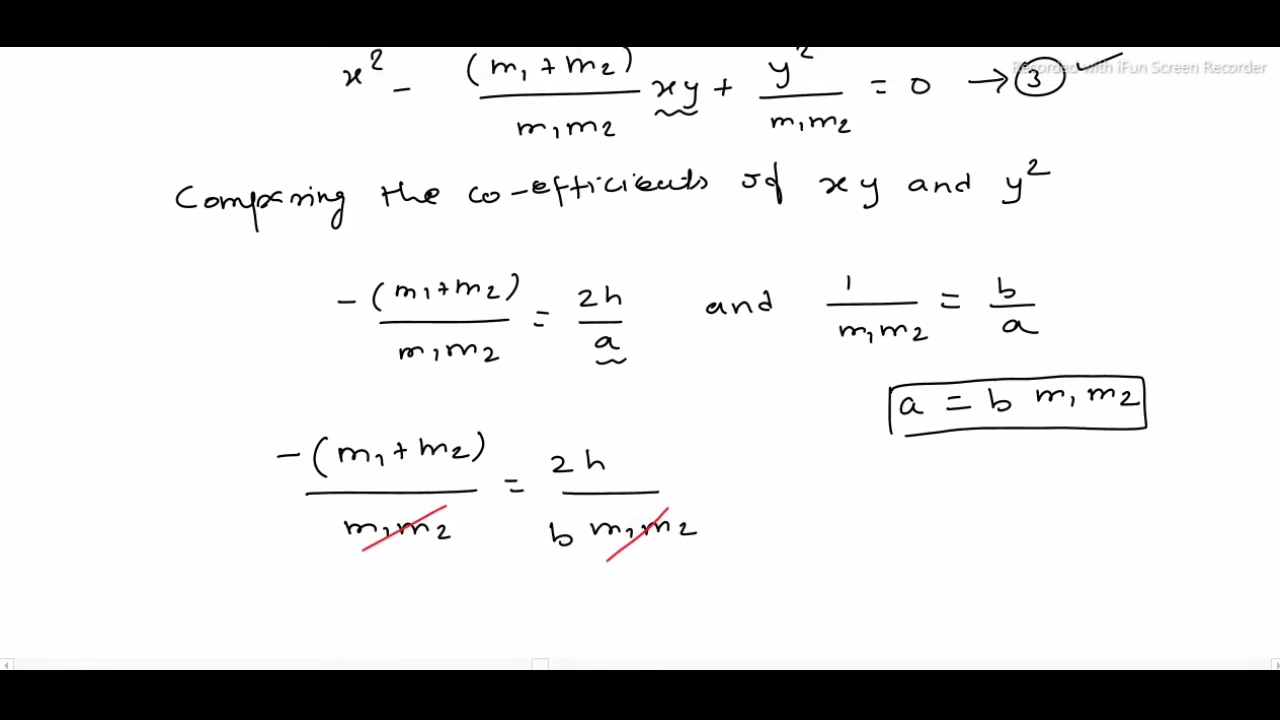 x² - (m₁ + m₂)/m₁m₂ xy + y²/m₁m₂ = 0 → ③
Recorded with iFun Screen Recorder
Comparing the co-efficients of xy and y²
-(m₁+m₂)/m₁m₂ = 2h/a and 1/m₁m₂ = b/a
a = b m₁m₂
-(m₁+m₂)/m₁m₂ = 2h/b m₁m₂